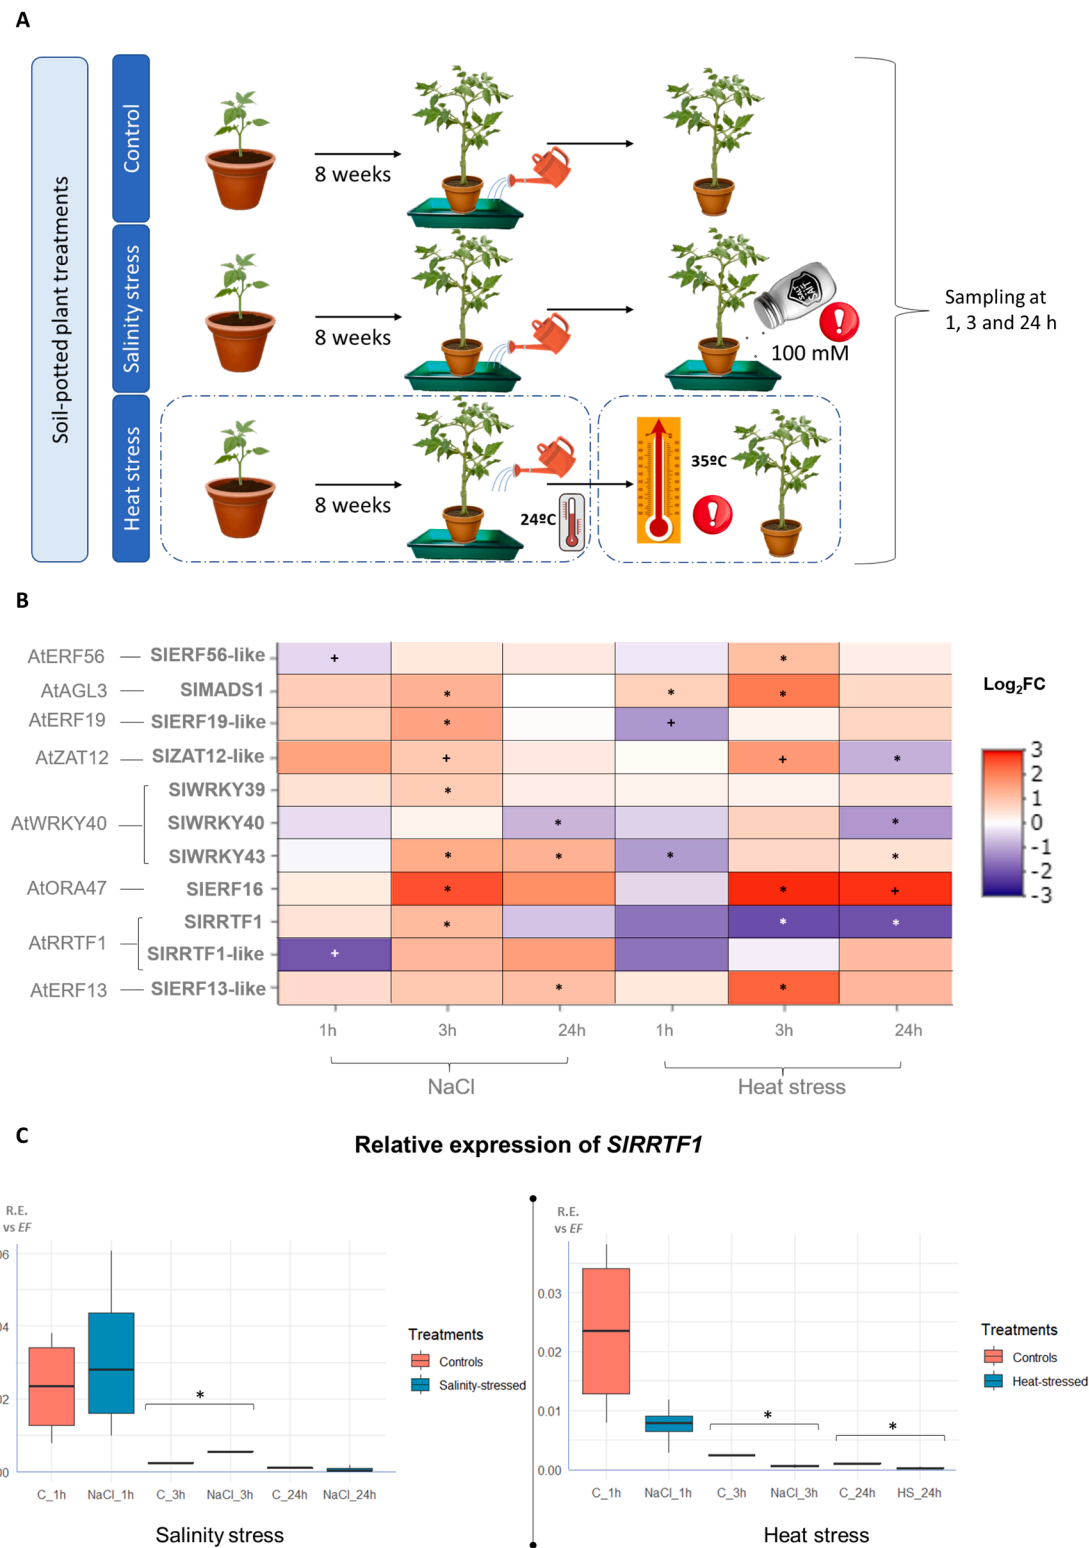 A
Soil-potted plant treatments
Control
Salinity stress
Heat stress
8 weeks
8 weeks
100 mM
8 weeks
24ºC
35ºC
Sampling at
1, 3 and 24 h
B
AtERF56
SlERF56-like
+
*
AtAGL3
SlMADS1
*
*
*
AtERF19
SlERF19-like
*
+
AtZAT12
SlZAT12-like
+
+
*
SlWRKY39
*
AtWRKY40
SlWRKY40
*
*
SlWRKY43
*
*
*
*
AtORA47
SlERF16
*
*
+
SlRRTF1
*
*
*
AtRRTF1
SlRRTF1-like
+
AtERF13
SlERF13-like
*
*
1h
3h
24h
1h
3h
24h
NaCl
Heat stress
Log₂FC
3
2
1
0
-1
-2
-3
C
Relative expression of SlRRTF1
R.E.
vs EF
06
04
02
00
*
C_1h
NaCl_1h
C_3h
NaCl_3h
C_24h
NaCl_24h
Salinity stress
Treatments
Controls
Salinity-stressed
R.E.
vs EF
0.03
0.02
0.01
0.00
*
*
C_1h
NaCl_1h
C_3h
NaCl_3h
C_24h
HS_24h
Heat stress
Treatments
Controls
Heat-stressed